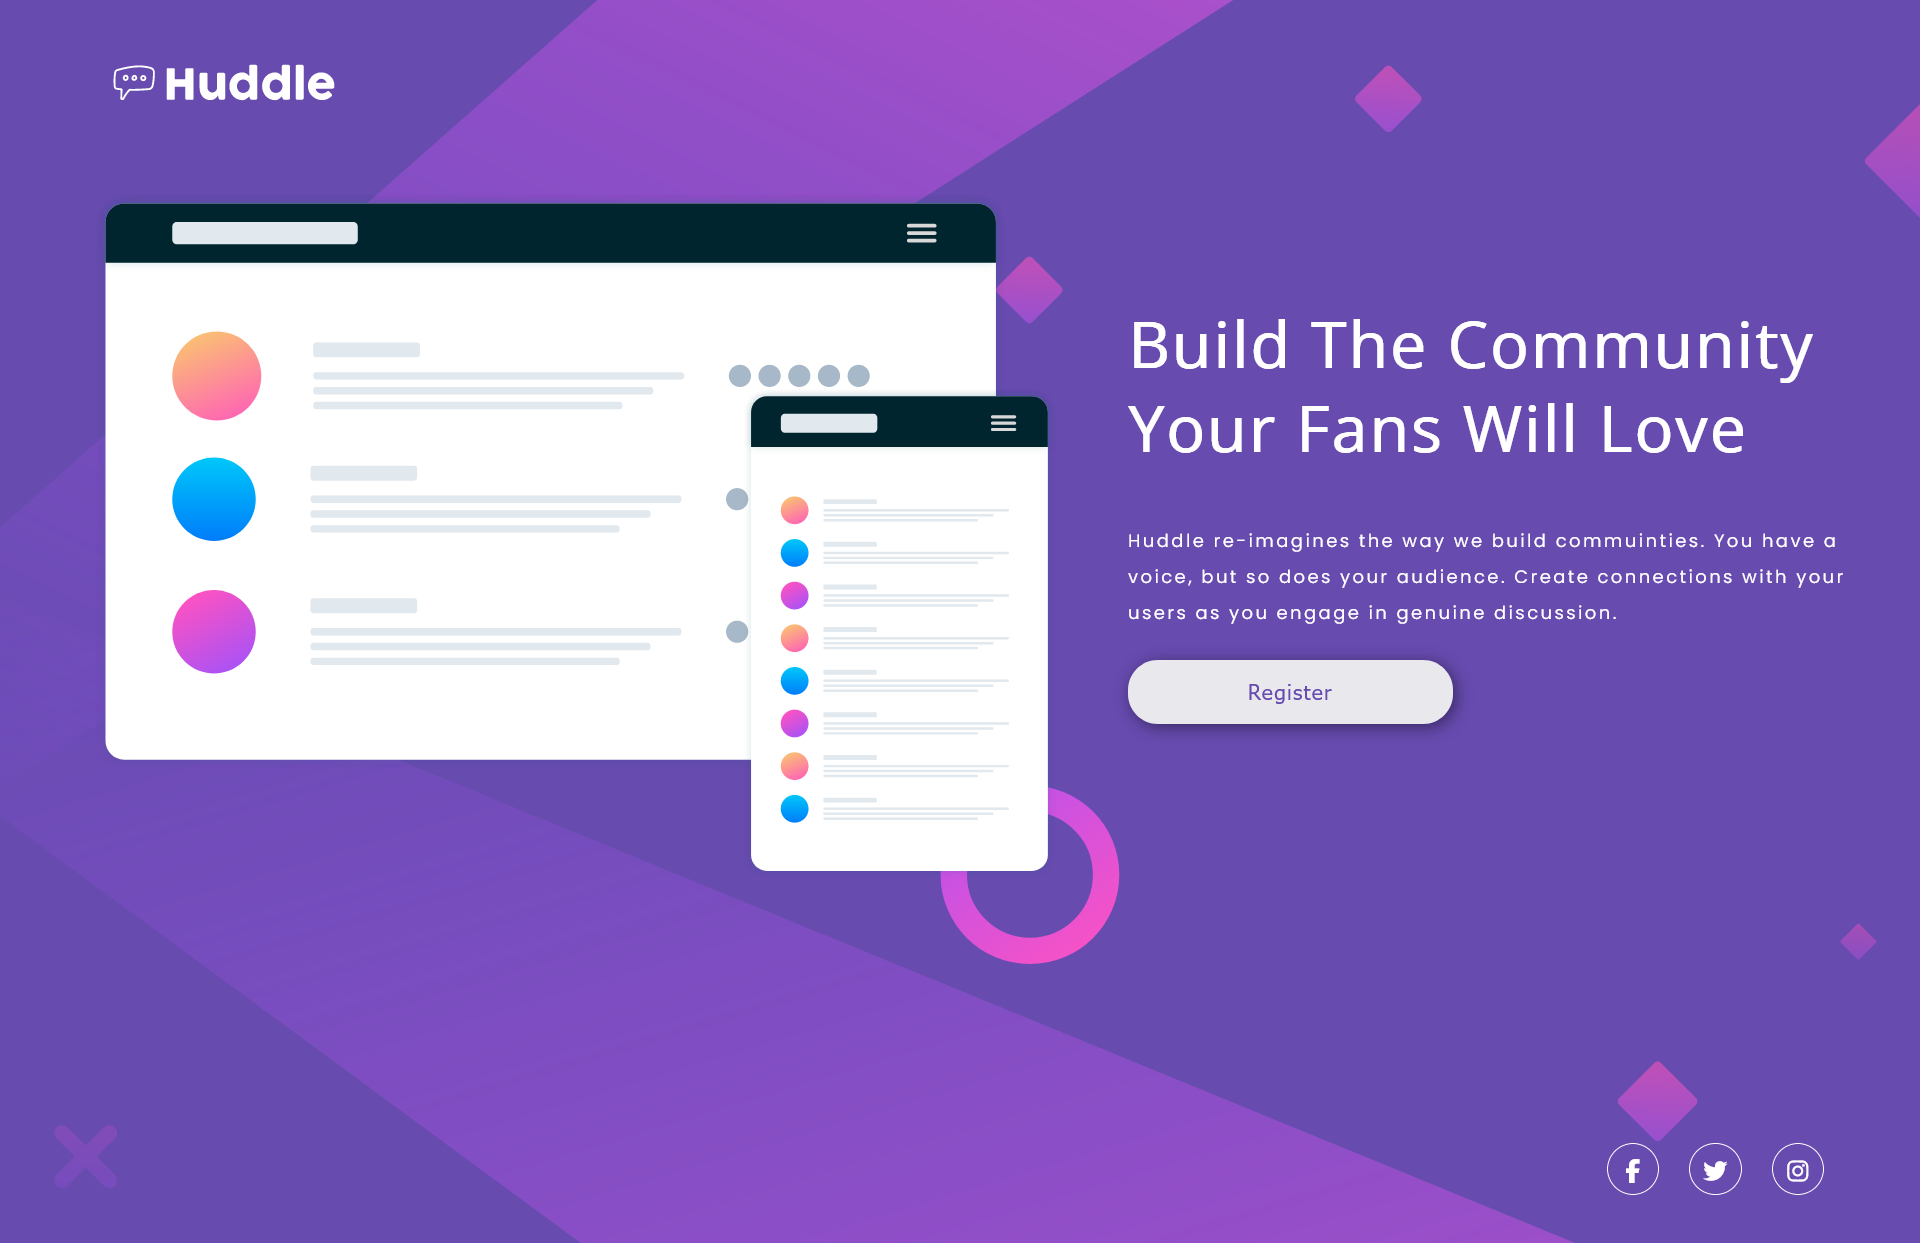 Huddle
Build The Community
Your Fans Will Love
Huddle re-imagines the way we build commuinties. You have a
voice, but so does your audience. Create connections with your
users as you engage in genuine discussion.
Register